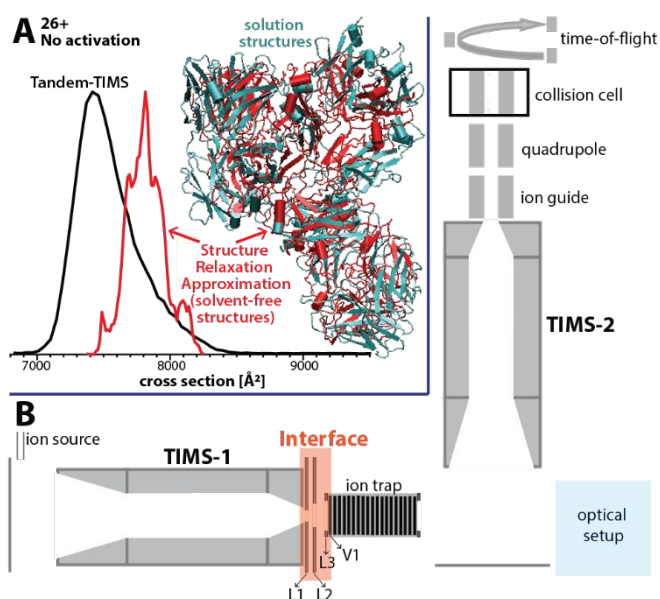 A
26+
No activation
Tandem-TIMS
solution
structures
Structure
Relaxation
Approximation
(solvent-free
structures)
7000 8000 9000
cross section [Å²]
time-of-flight
collision cell
quadrupole
ion guide
TIMS-2
B
ion source
TIMS-1
Interface
ion trap
L3
V1
L1 L2
optical
setup